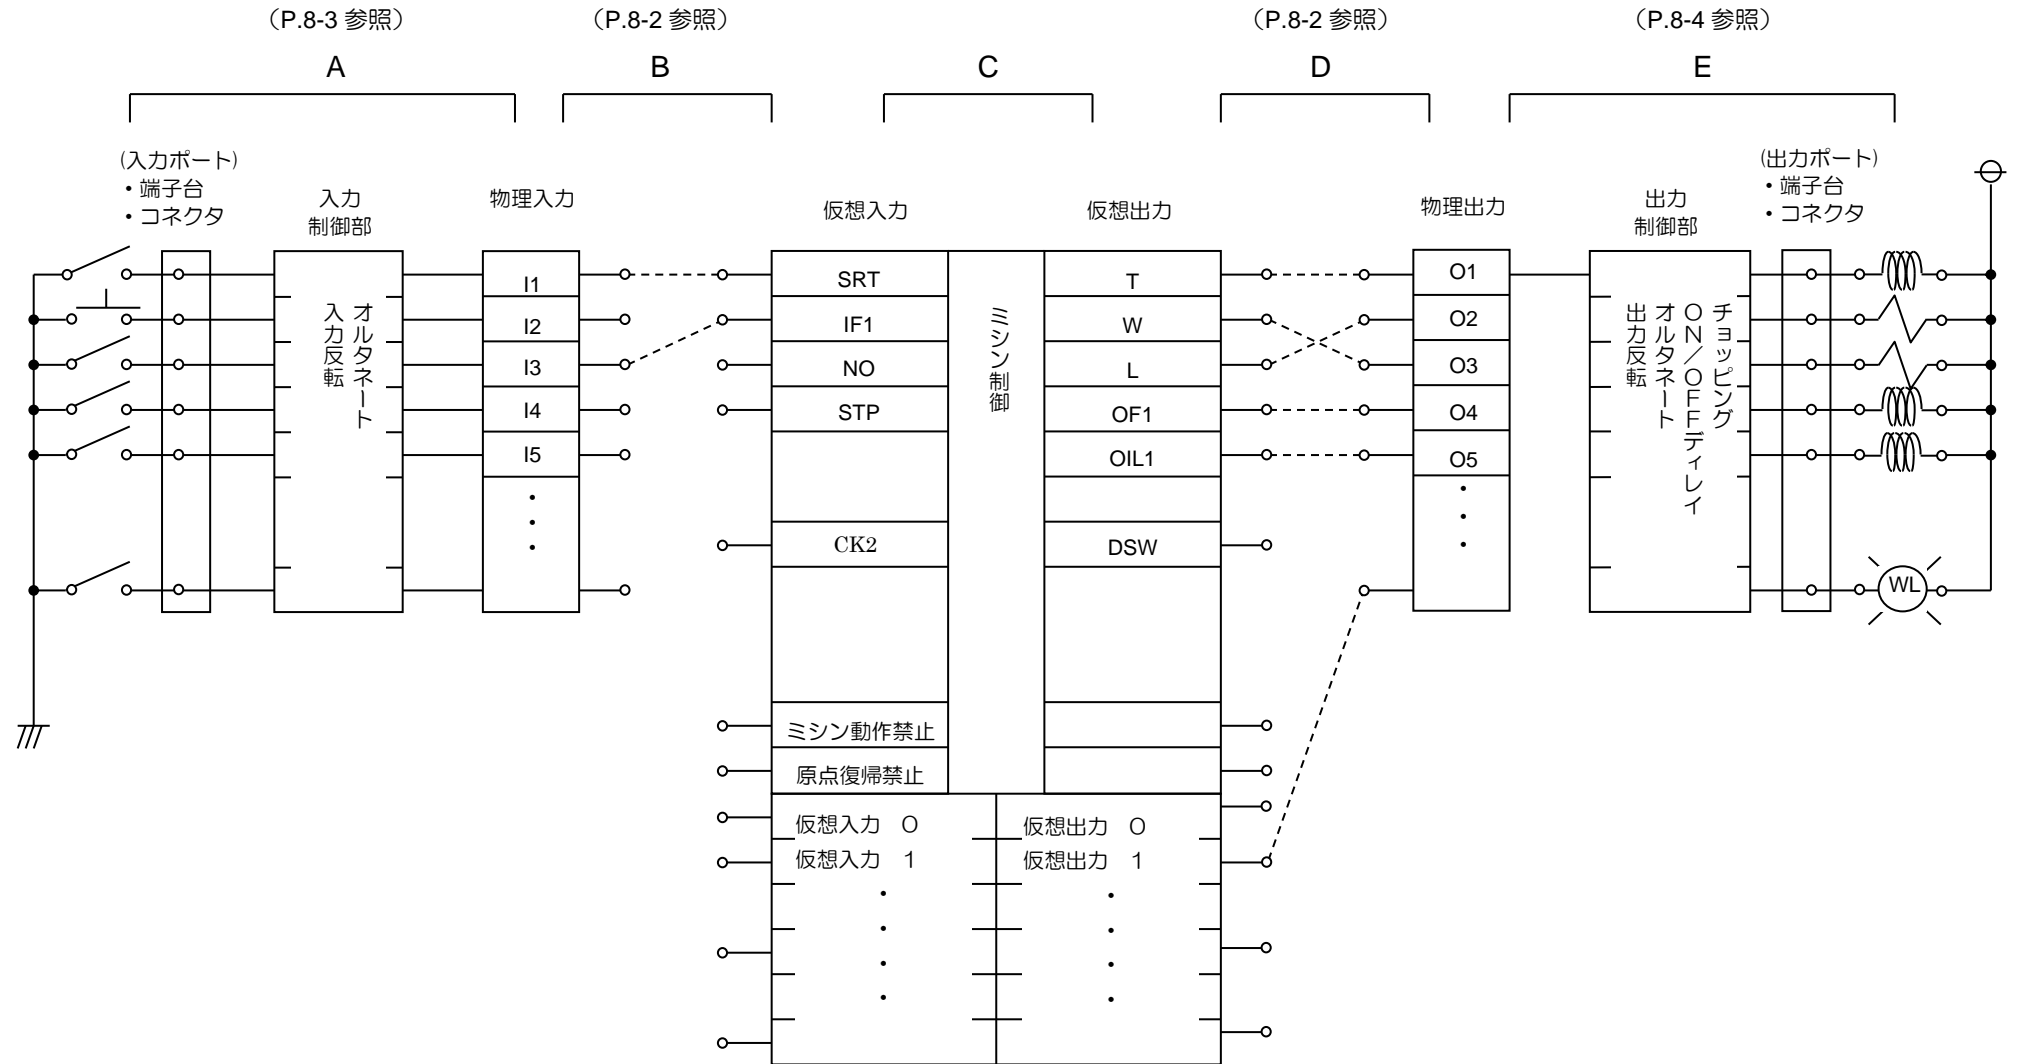 （P.8-3 参照）
（P.8-2 参照）
（P.8-2 参照）
（P.8-4 参照）
A
B
C
D
E
(入力ポート)
・端子台
・コネクタ
入力
制御部
物理入力
仮想入力
仮想出力
物理出力
出力
制御部
(出力ポート)
・端子台
・コネクタ
オルタネート
入力反転
I1
I2
I3
I4
I5
・
・
・
SRT
IF1
NO
STP
CK2
ミシン動作禁止
原点復帰禁止
ミシン制御
T
W
L
OF1
OIL1
DSW
仮想入力　0
仮想入力　1
・
・
・
・
仮想出力　0
仮想出力　1
・
・
・
・
O1
O2
O3
O4
O5
・
・
・
チョッピング
ＯＮ／ＯＦＦディレイ
オルタネート
出力反転
WL